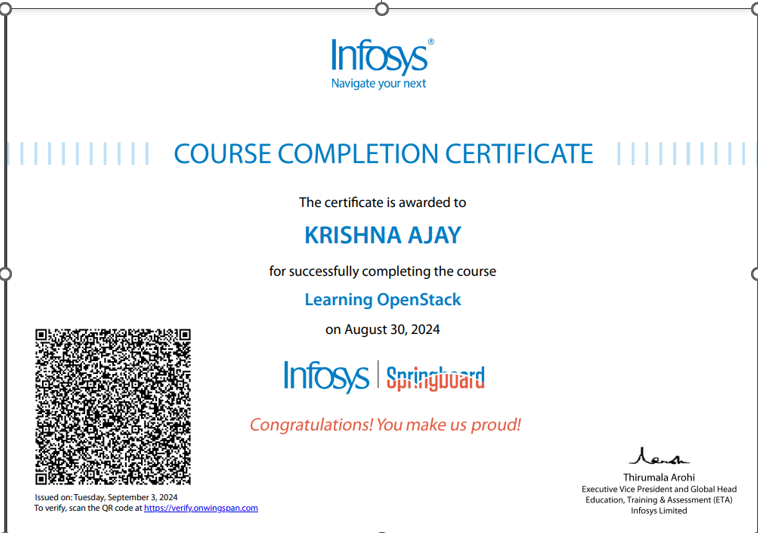 Infosys®
Navigate your next
COURSE COMPLETION CERTIFICATE
The certificate is awarded to
KRISHNA AJAY
for successfully completing the course
Learning OpenStack
on August 30, 2024
Infosys | Springboard
Congratulations! You make us proud!
Issued on: Tuesday, September 3, 2024
To verify, scan the QR code at https://verify.onwingspan.com
Thirumala Arohi
Executive Vice President and Global Head
Education, Training & Assessment (ETA)
Infosys Limited